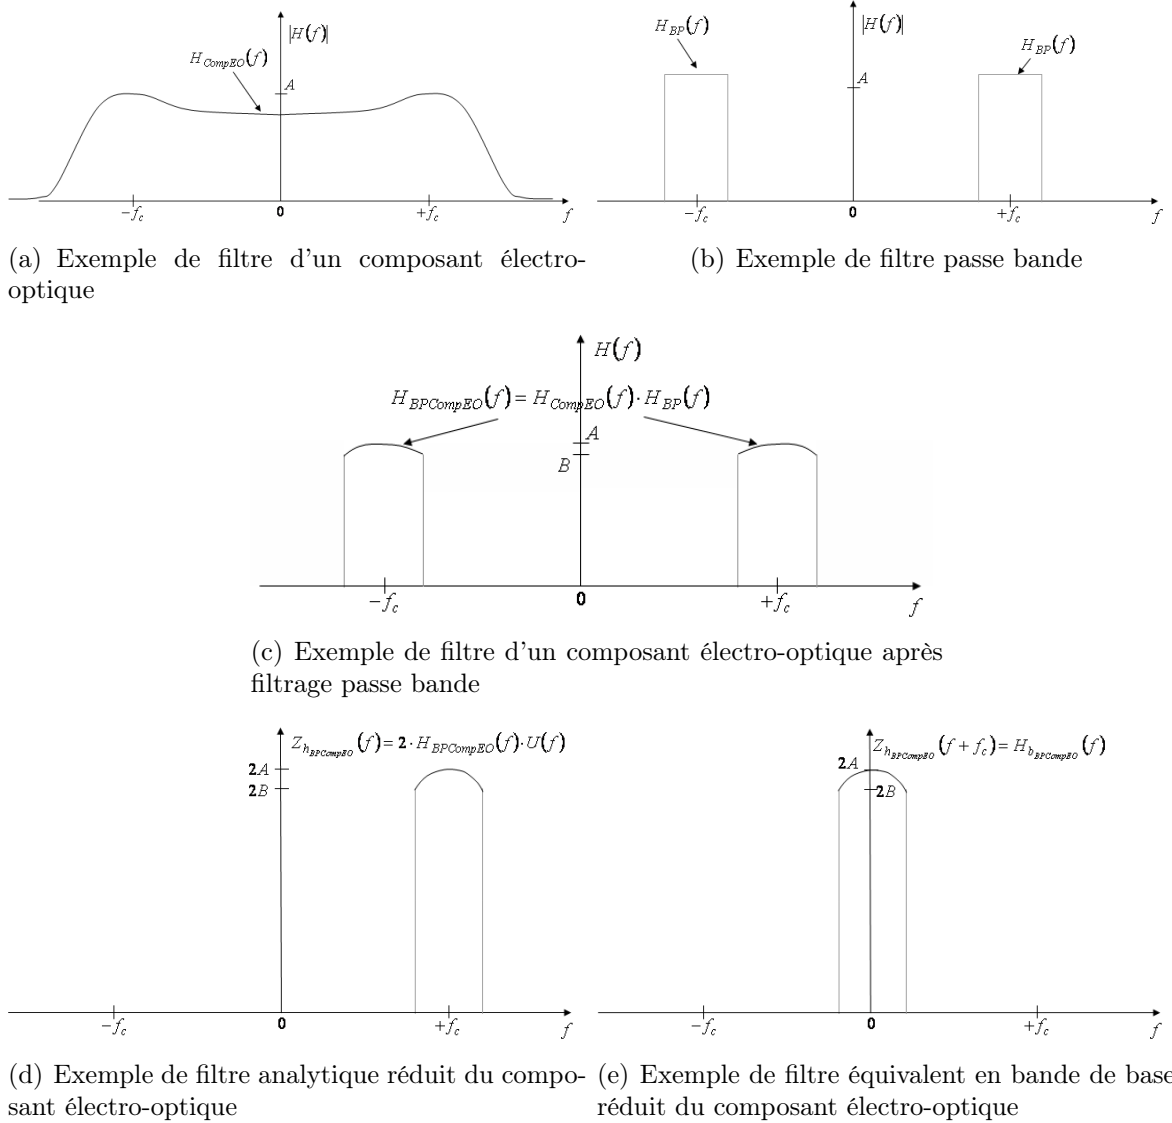 |H(f)|
H_CompEO(f)
A
−f_c
0
+f_c
f
(a) Exemple de filtre d'un composant électro-
optique
H_BP(f)
|H(f)|
H_BP(f)
A
−f_c
0
+f_c
f
(b) Exemple de filtre passe bande
H(f)
H_BPCompEO(f) = H_CompEO(f) · H_BP(f)
A
B
−f_c
0
+f_c
f
(c) Exemple de filtre d'un composant électro-optique après
filtrage passe bande
Z_h_BPCompEO(f) = 2 · H_BPCompEO(f) · U(f)
2A
2B
−f_c
0
+f_c
f
(d) Exemple de filtre analytique réduit du compo-
sant électro-optique
Z_h_BPCompEO(f + f_c) = H_b_BPCompEO(f)
2A
2B
−f_c
0
+f_c
f
(e) Exemple de filtre équivalent en bande de base
réduit du composant électro-optique